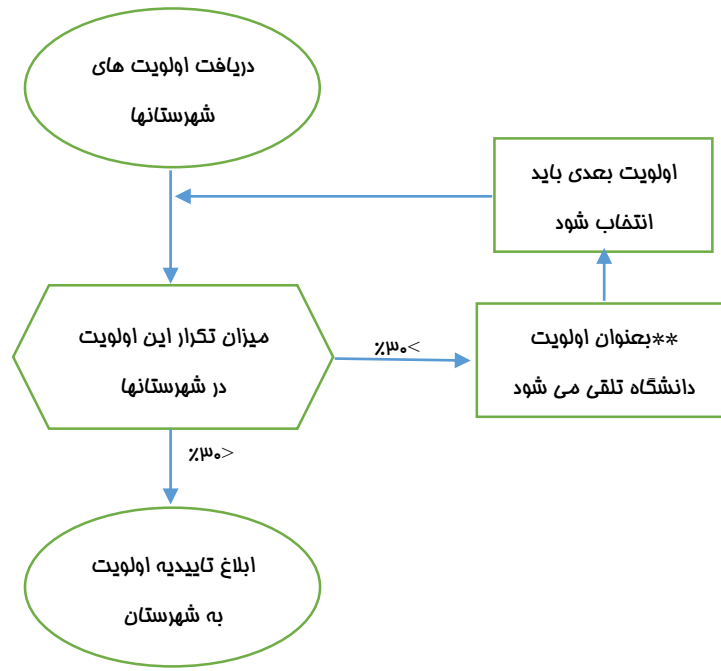 دریافت اولویت های
شهرستانها
اولویت بعدی باید
انتخاب شود
میزان تکرار این اولویت
در شهرستانها
>۳۰٪
**بعنوان اولویت
دانشگاه تلقی می شود
<۳۰٪
ابلاغ تاییدیه اولویت
به شهرستان